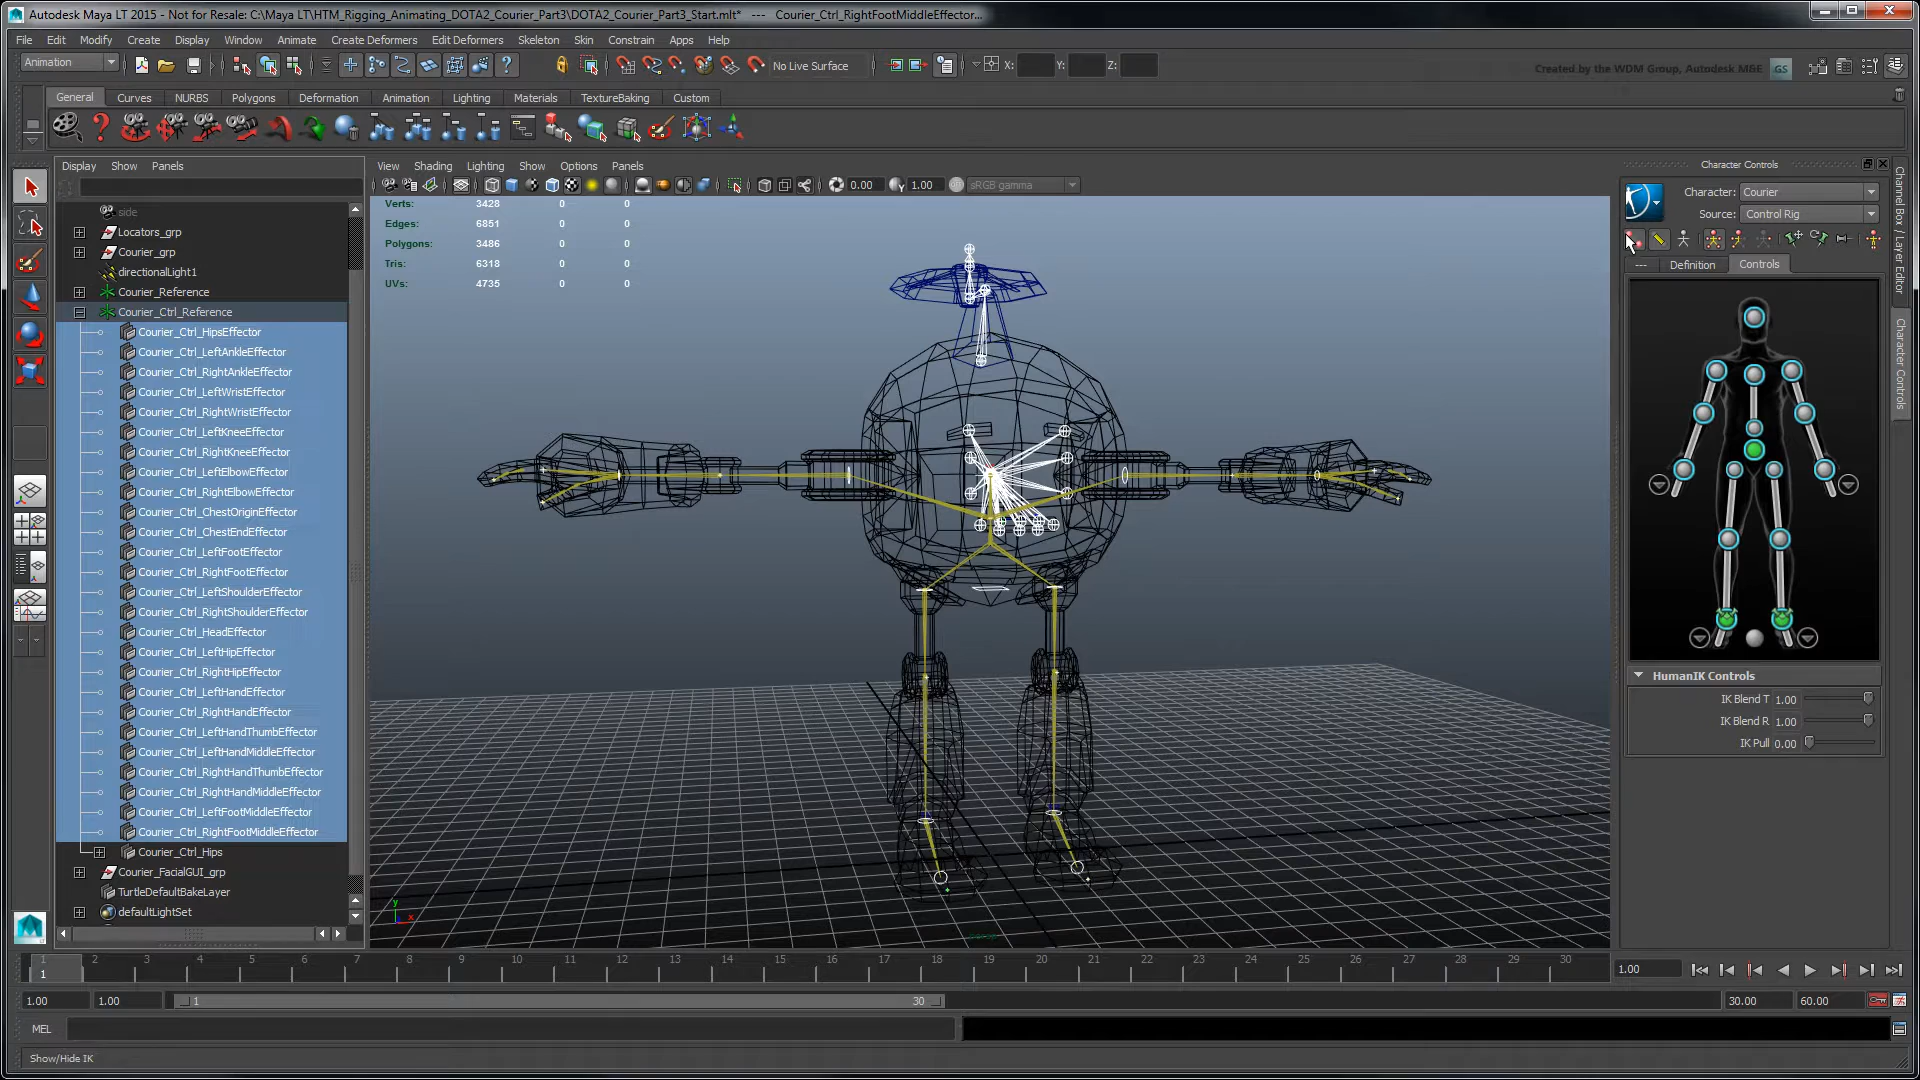 Autodesk Maya LT 2015 - Not for Resale: C:\Maya LT\HTM_Rigging_Animating_DOTA2_Courier_Part3\DOTA2_Courier_Part3_Start.mlt* --- Courier_Ctrl_RightFootMiddleEffector...
File Edit Modify Create Display Window Animate Create Deformers Edit Deformers Skeleton Skin Constrain Apps Help
Animation No Live Surface X: Y: Z: Created by the WDM Group, Autodesk M&E GS
General Curves NURBS Polygons Deformation Animation Lighting Materials TextureBaking Custom
Display Show Panels
View Shading Lighting Show Options Panels
0.00 1.00 sRGB gamma
side
Locators_grp
Courier_grp
directionalLight1
Courier_Reference
Courier_Ctrl_Reference
Courier_Ctrl_HipsEffector
Courier_Ctrl_LeftAnkleEffector
Courier_Ctrl_RightAnkleEffector
Courier_Ctrl_LeftWristEffector
Courier_Ctrl_RightWristEffector
Courier_Ctrl_LeftKneeEffector
Courier_Ctrl_RightKneeEffector
Courier_Ctrl_LeftElbowEffector
Courier_Ctrl_RightElbowEffector
Courier_Ctrl_ChestOriginEffector
Courier_Ctrl_ChestEndEffector
Courier_Ctrl_LeftFootEffector
Courier_Ctrl_RightFootEffector
Courier_Ctrl_LeftShoulderEffector
Courier_Ctrl_RightShoulderEffector
Courier_Ctrl_HeadEffector
Courier_Ctrl_LeftHipEffector
Courier_Ctrl_RightHipEffector
Courier_Ctrl_LeftHandEffector
Courier_Ctrl_RightHandEffector
Courier_Ctrl_LeftHandThumbEffector
Courier_Ctrl_LeftHandMiddleEffector
Courier_Ctrl_RightHandThumbEffector
Courier_Ctrl_RightHandMiddleEffector
Courier_Ctrl_LeftFootMiddleEffector
Courier_Ctrl_RightFootMiddleEffector
Courier_Ctrl_Hips
Courier_FacialGUI_grp
TurtleDefaultBakeLayer
defaultLightSet
Verts: 3428 0 0
Edges: 6851 0 0
Polygons: 3486 0 0
Tris: 6318 0 0
UVs: 4735 0 0
y
x
Character Controls
Character: Courier
Source: Control Rig
--- Definition Controls
HumanIK Controls
IK Blend T 1.00
IK Blend R 1.00
IK Pull 0.00
Channel Box / Layer Editor
Character Controls
1 2 3 4 5 6 7 8 9 10 11 12 13 14 15 16 17 18 19 20 21 22 23 24 25 26 27 28 29 30
1 1.00
1.00 1.00 1 30 30.00 60.00
MEL
Show/Hide IK